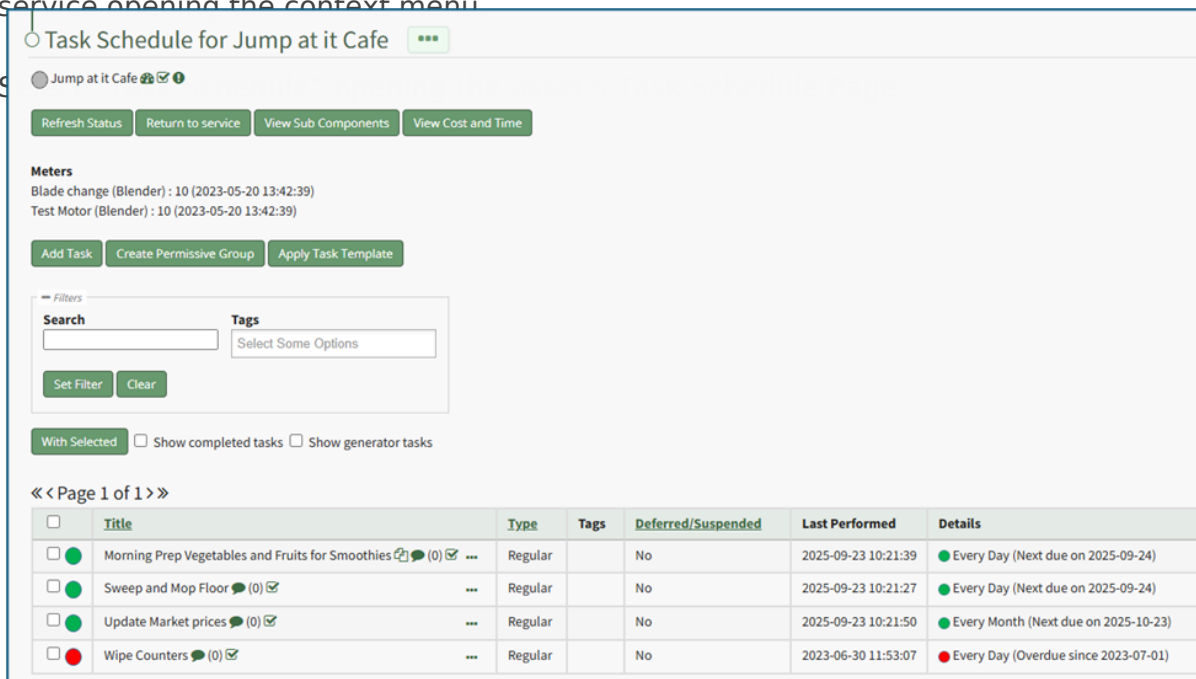 service opening the context menu
Task Schedule for Jump at it Cafe
Jump at it Cafe
Refresh Status Return to service View Sub Components View Cost and Time
Meters
Blade change (Blender) : 10 (2023-05-20 13:42:39)
Test Motor (Blender) : 10 (2023-05-20 13:42:39)
Add Task Create Permissive Group Apply Task Template
Filters
Search Tags
Select Some Options
Set Filter Clear
With Selected Show completed tasks Show generator tasks
« < Page 1 of 1 > »
Title Type Tags Deferred/Suspended Last Performed Details
Morning Prep Vegetables and Fruits for Smoothies (0) ... Regular No 2025-09-23 10:21:39 Every Day (Next due on 2025-09-24)
Sweep and Mop Floor (0) ... Regular No 2025-09-23 10:21:27 Every Day (Next due on 2025-09-24)
Update Market prices (0) ... Regular No 2025-09-23 10:21:50 Every Month (Next due on 2025-10-23)
Wipe Counters (0) ... Regular No 2023-06-30 11:53:07 Every Day (Overdue since 2023-07-01)